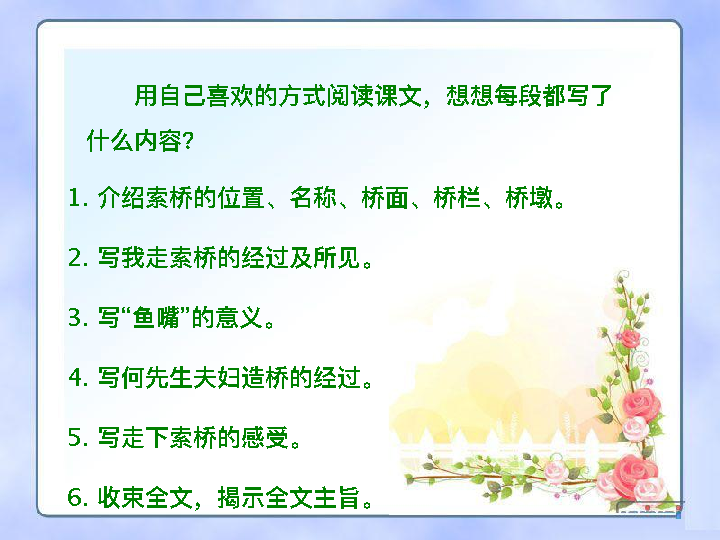 用自己喜欢的方式阅读课文，想想每段都写了
什么内容？
1. 介绍索桥的位置、名称、桥面、桥栏、桥墩。
2. 写我走索桥的经过及所见。
3. 写“鱼嘴”的意义。
4. 写何先生夫妇造桥的经过。
5. 写走下索桥的感受。
6. 收束全文，揭示全文主旨。